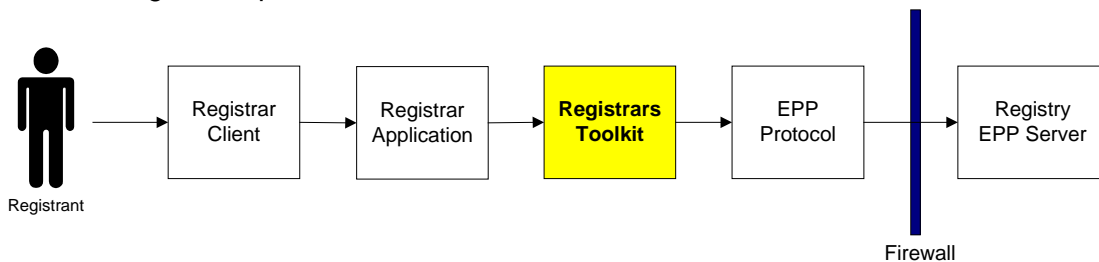 Registrar
Client
Registrar
Application
Registrars
Toolkit
EPP
Protocol
Registry
EPP Server
Registrant
Firewall